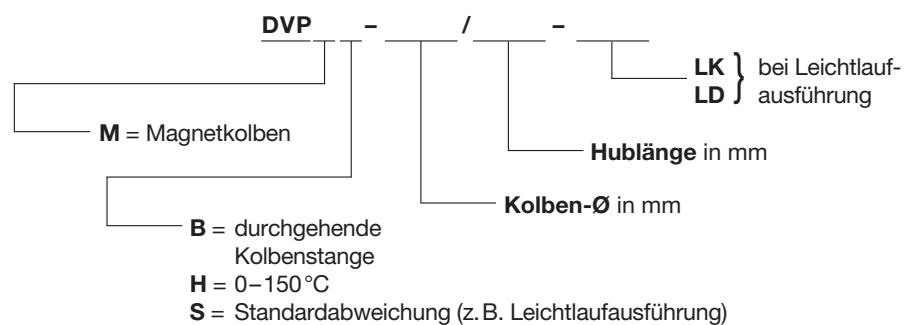 DVP – / –
LK } bei Leichtlauf-
LD ausführung
M = Magnetkolben
Hublänge in mm
Kolben-Ø in mm
B = durchgehende
Kolbenstange
H = 0–150 °C
S = Standardabweichung (z. B. Leichtlaufausführung)